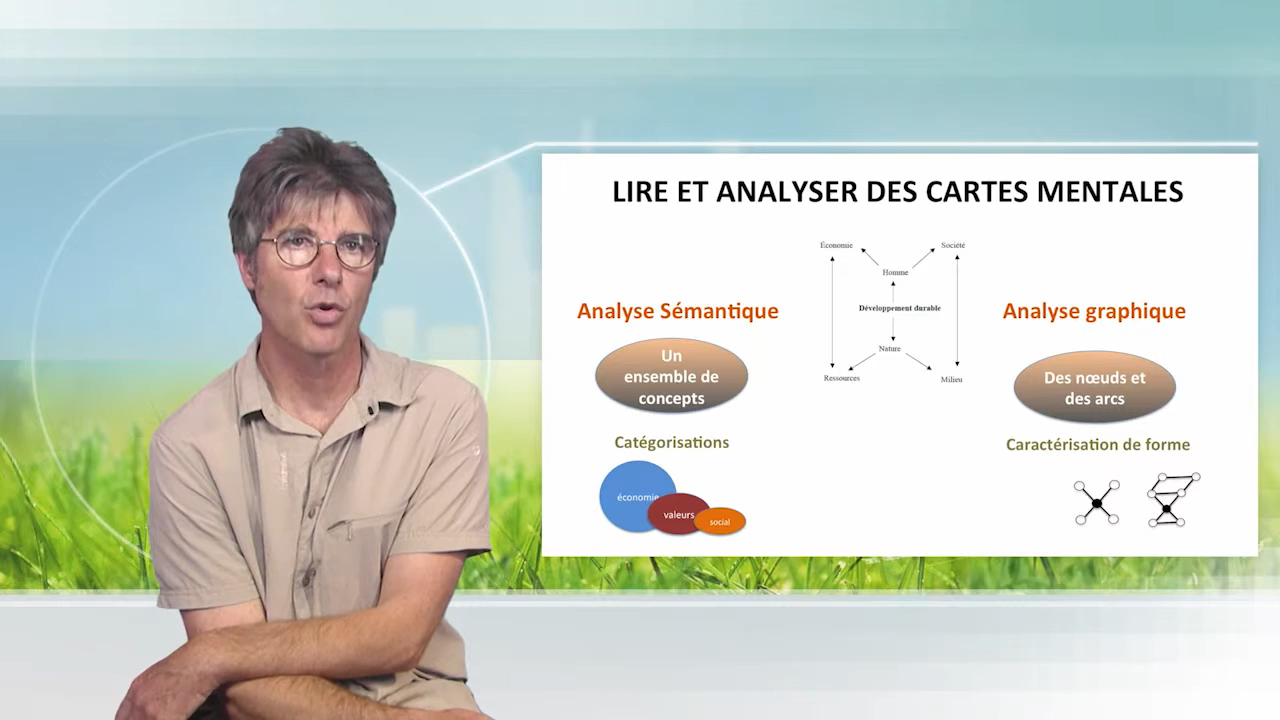 LIRE ET ANALYSER DES CARTES MENTALES
Économie
Société
Homme
Développement durable
Nature
Ressources
Milieu
Analyse Sémantique
Un
ensemble de
concepts
Catégorisations
économie
valeurs
social
Analyse graphique
Des nœuds et
des arcs
Caractérisation de forme